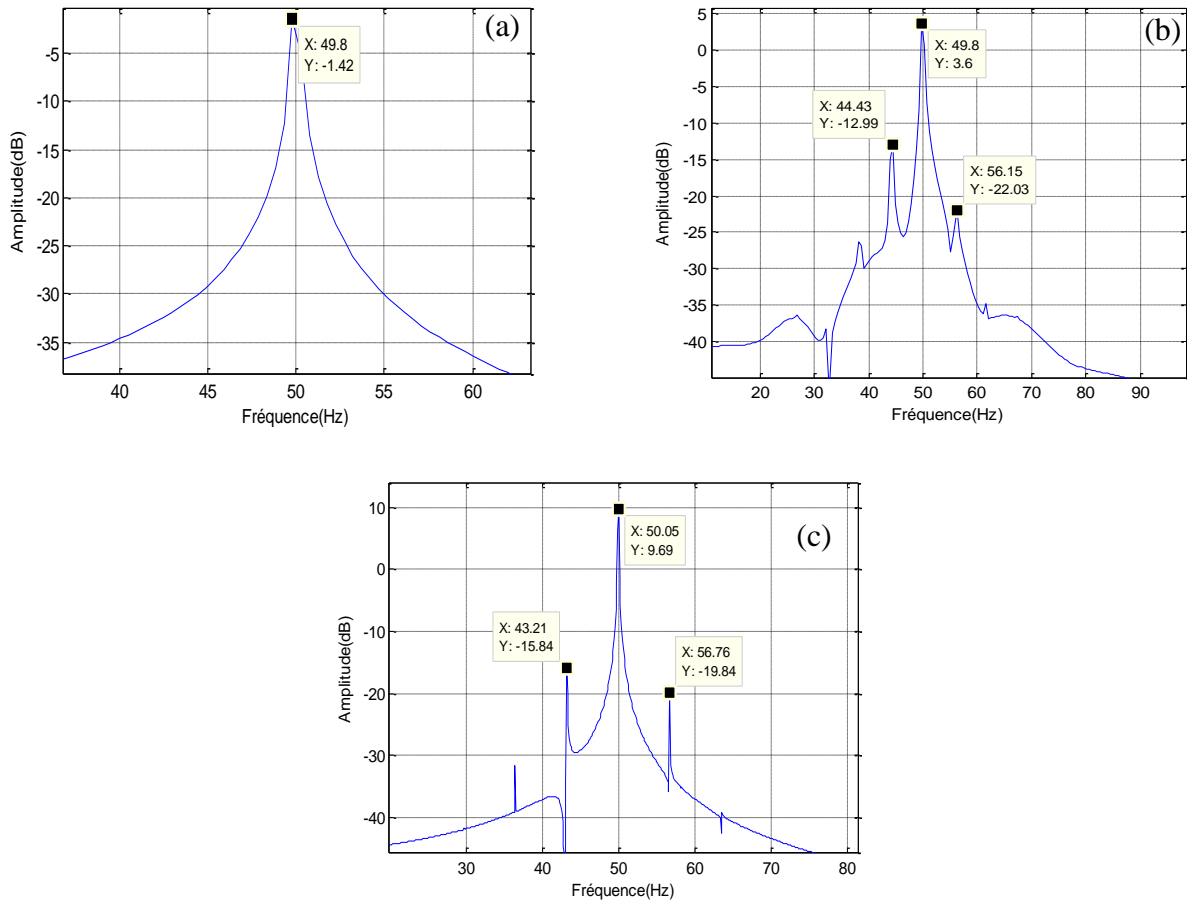 (a)
X: 49.8
Y: -1.42
-5
-10
-15
-20
-25
-30
-35
Amplitude(dB)
40 45 50 55 60
Fréquence(Hz)
(b)
X: 49.8
Y: 3.6
X: 44.43
Y: -12.99
X: 56.15
Y: -22.03
5
0
-5
-10
-15
-20
-25
-30
-35
-40
Amplitude(dB)
20 30 40 50 60 70 80 90
Fréquence(Hz)
(c)
X: 50.05
Y: 9.69
X: 43.21
Y: -15.84
X: 56.76
Y: -19.84
10
0
-10
-20
-30
-40
Amplitude(dB)
30 40 50 60 70 80
Fréquence(Hz)